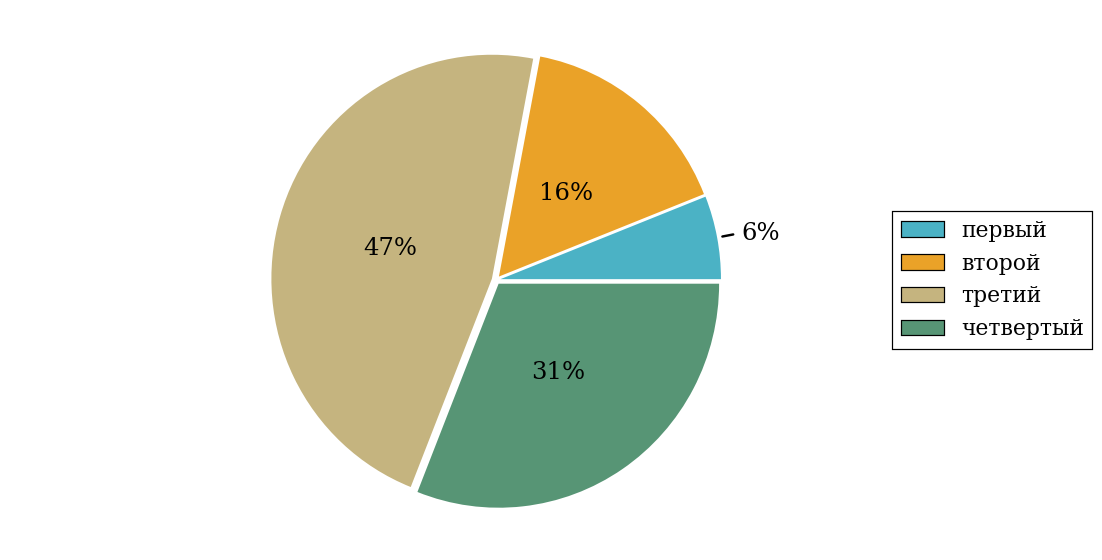 16%
6%
47%
31%
первый
второй
третий
четвертый